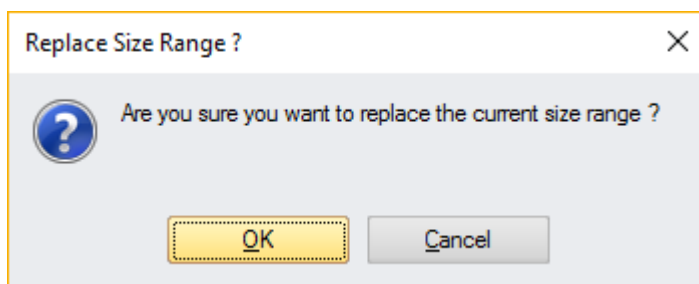 Replace Size Range ?
Are you sure you want to replace the current size range ?
OK
Cancel